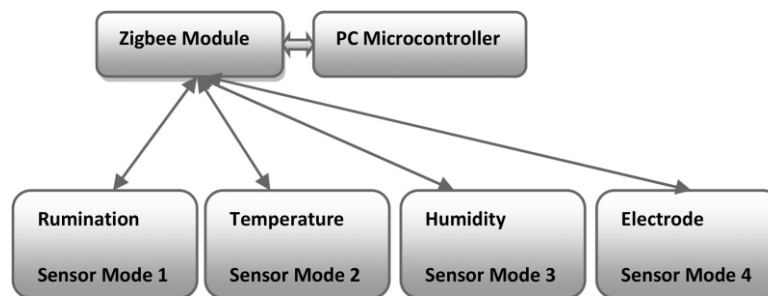 Zigbee Module
PC Microcontroller
Rumination
Sensor Mode 1
Temperature
Sensor Mode 2
Humidity
Sensor Mode 3
Electrode
Sensor Mode 4